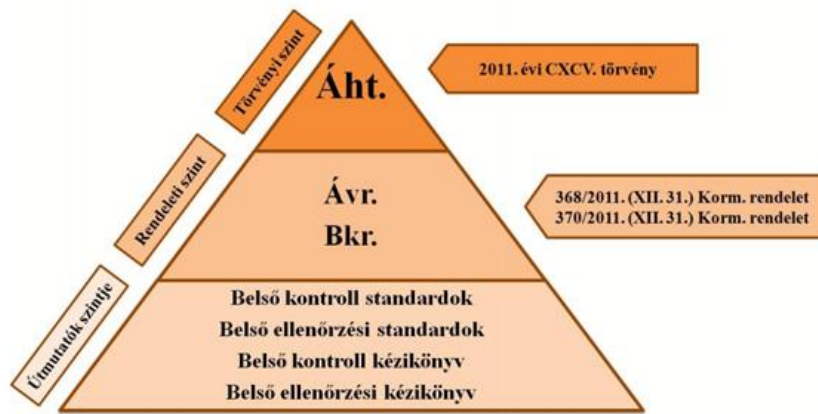 Törvényi szint
Áht.
2011. évi CXCV. törvény
Rendeleti szint
Ávr.
Bkr.
368/2011. (XII. 31.) Korm. rendelet
370/2011. (XII. 31.) Korm. rendelet
Útmutatók szintje
Belső kontroll standardok
Belső ellenőrzési standardok
Belső kontroll kézikönyv
Belső ellenőrzési kézikönyv